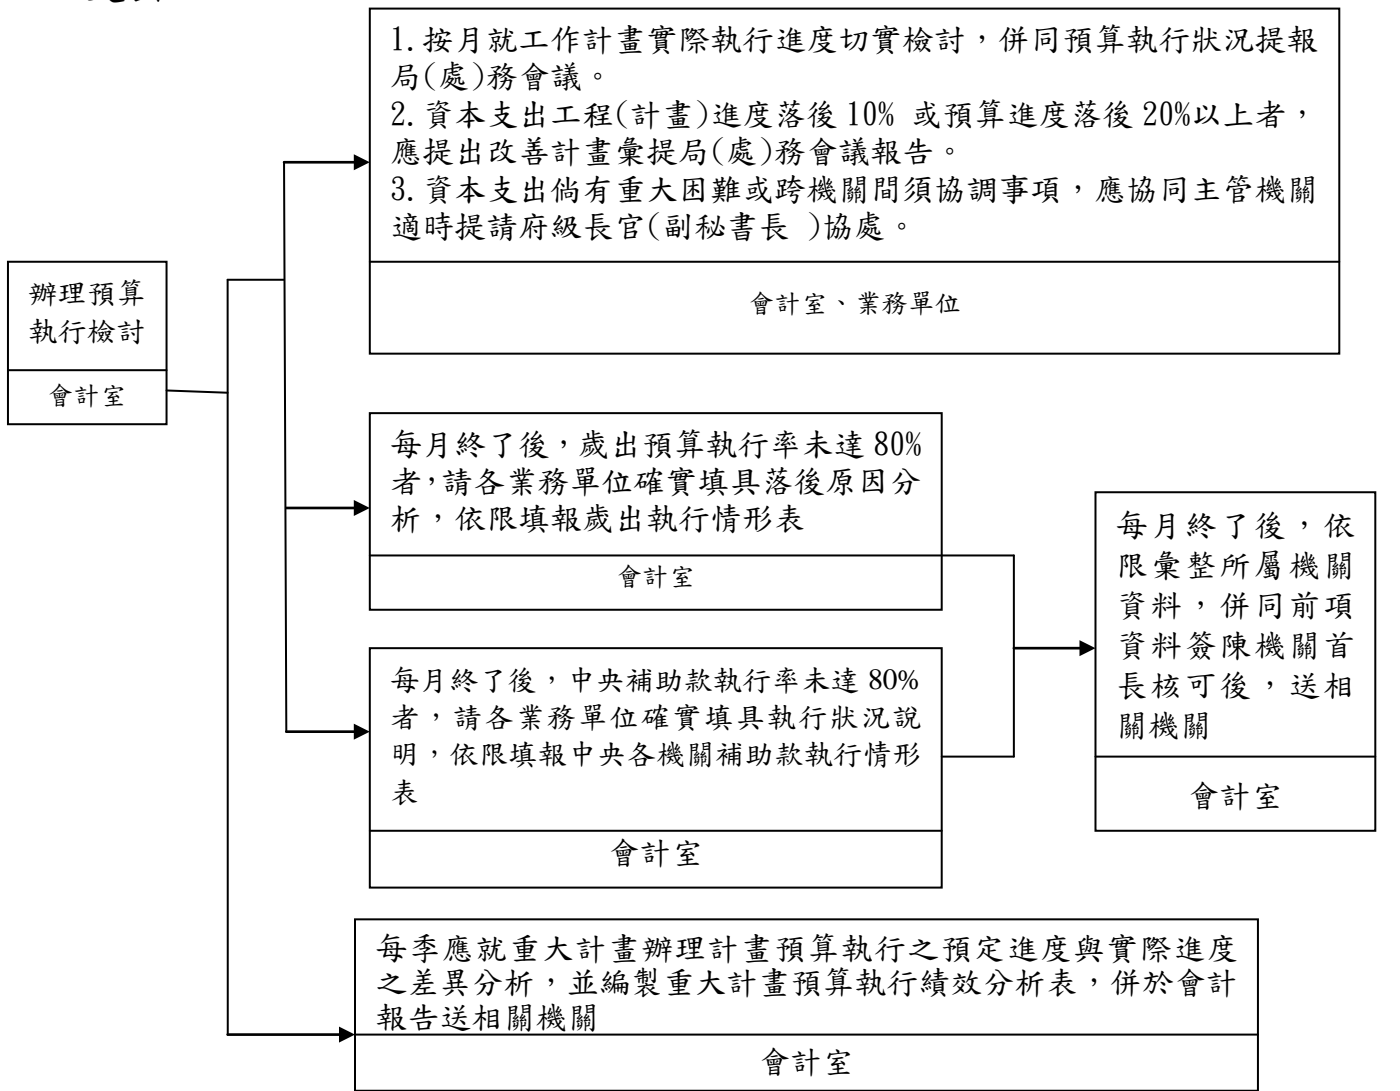 1. 按月就工作計畫實際執行進度切實檢討，併同預算執行狀況提報
局(處)務會議。
2. 資本支出工程(計畫)進度落後 10% 或預算進度落後 20%以上者，
應提出改善計畫彙提局(處)務會議報告。
3. 資本支出倘有重大困難或跨機關間須協調事項，應協同主管機關
適時提請府級長官(副秘書長 )協處。
會計室、業務單位
辦理預算
執行檢討
會計室
每月終了後，歲出預算執行率未達 80%
者，請各業務單位確實填具落後原因分
析，依限填報歲出執行情形表
會計室
每月終了後，中央補助款執行率未達 80%
者，請各業務單位確實填具執行狀況說
明，依限填報中央各機關補助款執行情形
表
會計室
每月終了後，依
限彙整所屬機關
資料，併同前項
資料簽陳機關首
長核可後，送相
關機關
會計室
每季應就重大計畫辦理計畫預算執行之預定進度與實際進度
之差異分析，並編製重大計畫預算執行績效分析表，併於會計
報告送相關機關
會計室